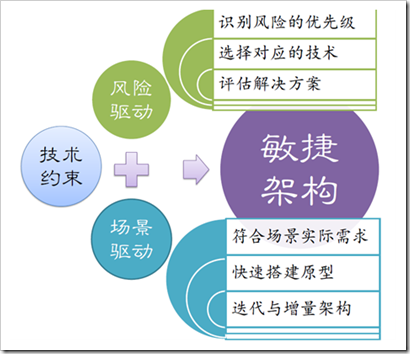 识别风险的优先级
选择对应的技术
评估解决方案
风险
驱动
技术
约束
敏捷
架构
场景
驱动
符合场景实际需求
快速搭建原型
迭代与增量架构